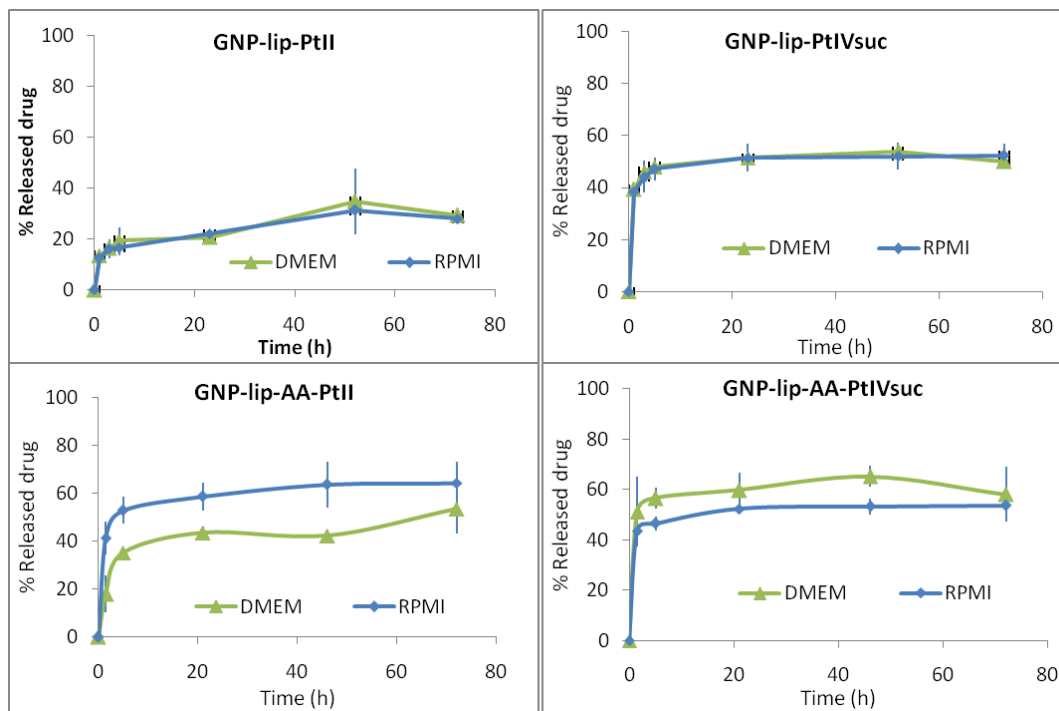 GNP-lip-PtII
% Released drug
100
80
60
40
20
0
DMEM RPMI
0 20 40 60 80
Time (h)
GNP-lip-PtIVsuc
% Released drug
100
80
60
40
20
0
DMEM RPMI
0 20 40 60 80
Time (h)
GNP-lip-AA-PtII
% Released drug
100
80
60
40
20
0
DMEM RPMI
0 20 40 60 80
Time (h)
GNP-lip-AA-PtIVsuc
% Released drug
100
80
60
40
20
0
DMEM RPMI
0 20 40 60 80
Time (h)